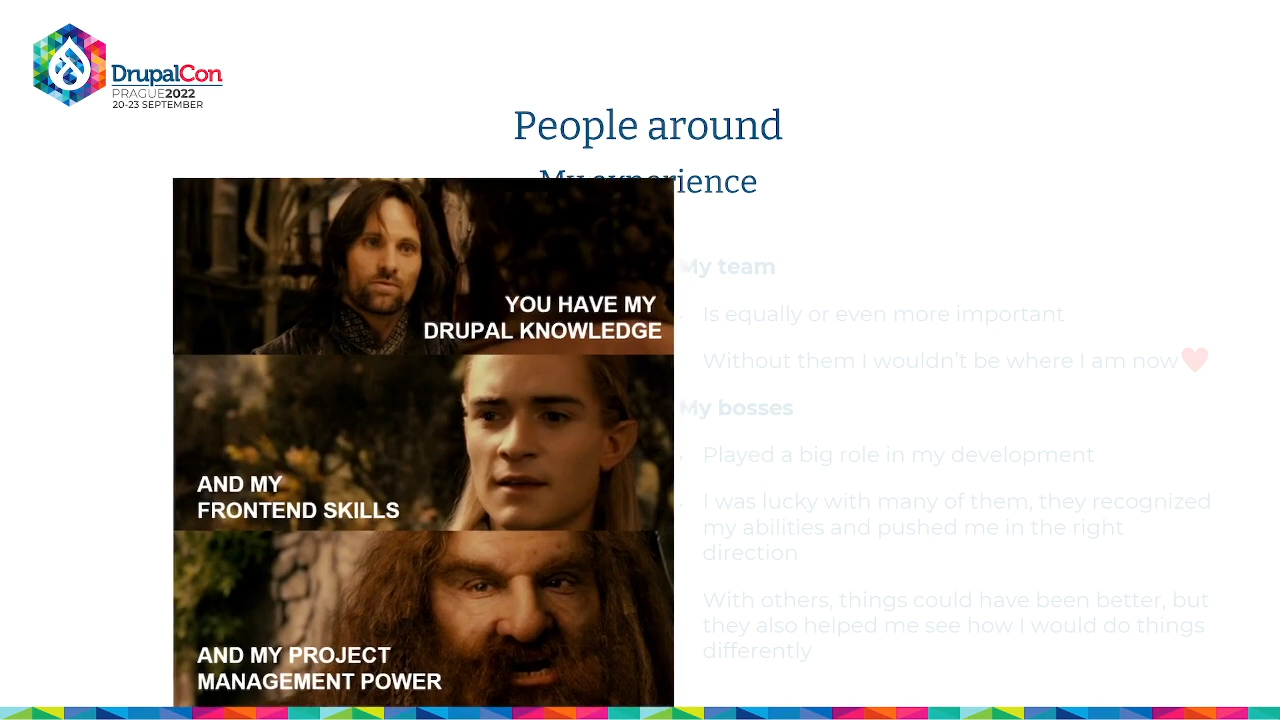 DrupalCon
PRAGUE2022
20-23 SEPTEMBER
People around
My experience
YOU HAVE MY
DRUPAL KNOWLEDGE
AND MY
FRONTEND SKILLS
AND MY PROJECT
MANAGEMENT POWER
My team
Is equally or even more important
Without them I wouldn’t be where I am now
My bosses
Played a big role in my development
I was lucky with many of them, they recognized
my abilities and pushed me in the right
direction
With others, things could have been better, but
they also helped me see how I would do things
differently